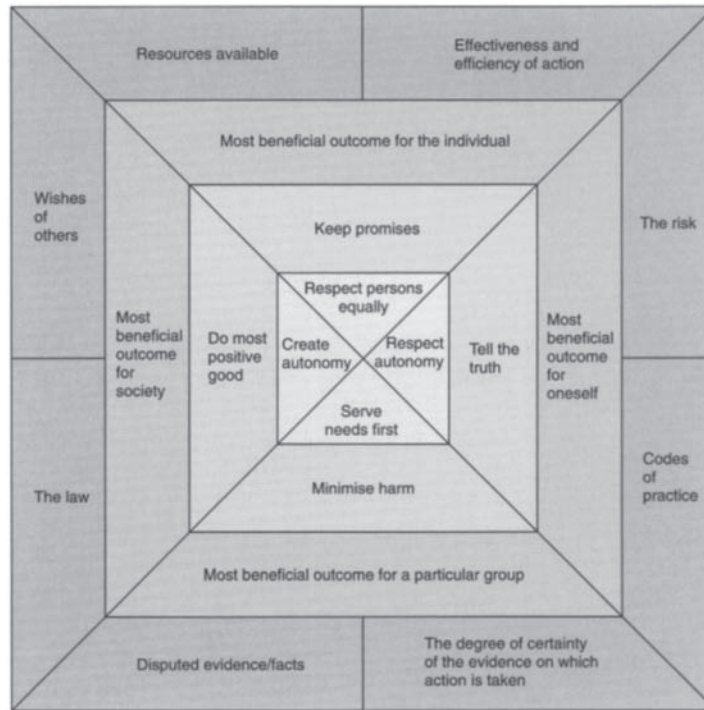 Resources available
Effectiveness and
efficiency of action
Most beneficial outcome for the individual
Wishes
of
others
The risk
Keep promises
Respect persons
equally
Most
beneficial
outcome
for
society
Do most
positive
good
Create
autonomy
Respect
autonomy
Tell the
truth
Most
beneficial
outcome
for
oneself
Serve
needs first
The law
Minimise harm
Codes
of
practice
Most beneficial outcome for a particular group
Disputed evidence/facts
The degree of certainty
of the evidence on which
action is taken